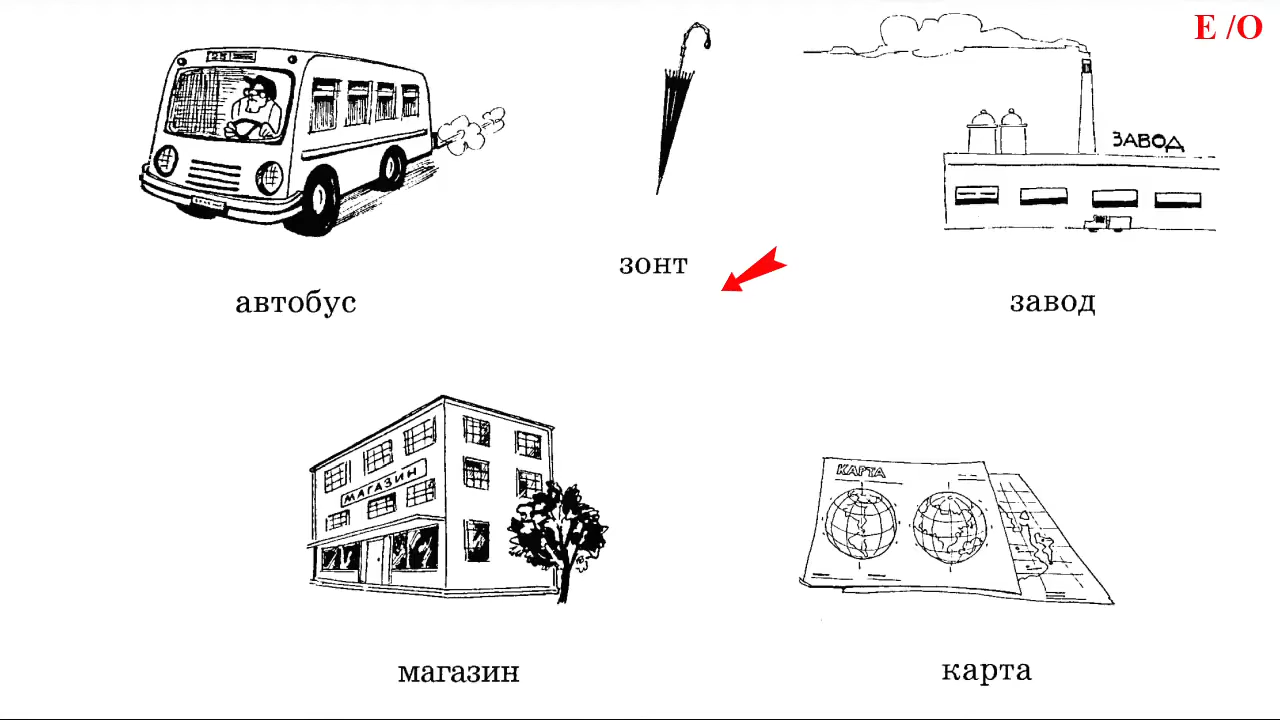 Е /О
ЗАВОД
зонт
автобус
завод
МАГАЗИН
КАРТА
магазин
карта